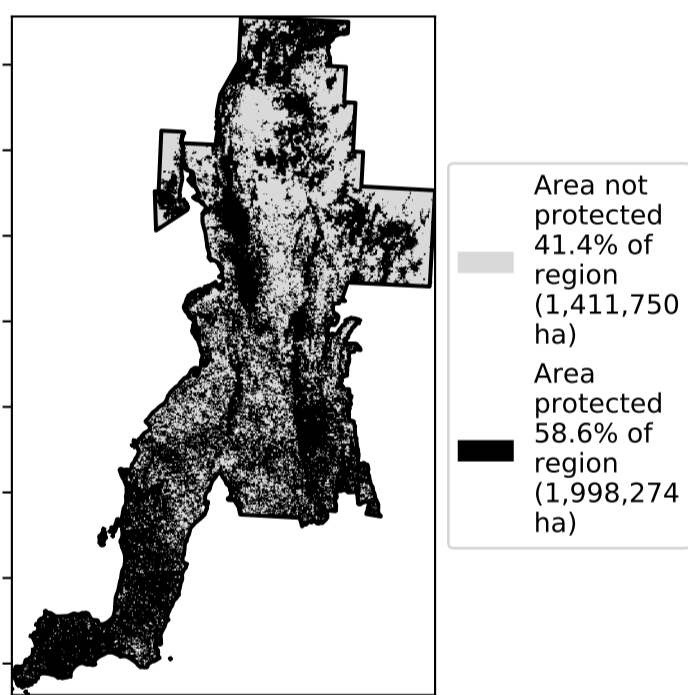 Area not
protected
41.4% of
region
(1,411,750
ha)
Area
protected
58.6% of
region
(1,998,274
ha)